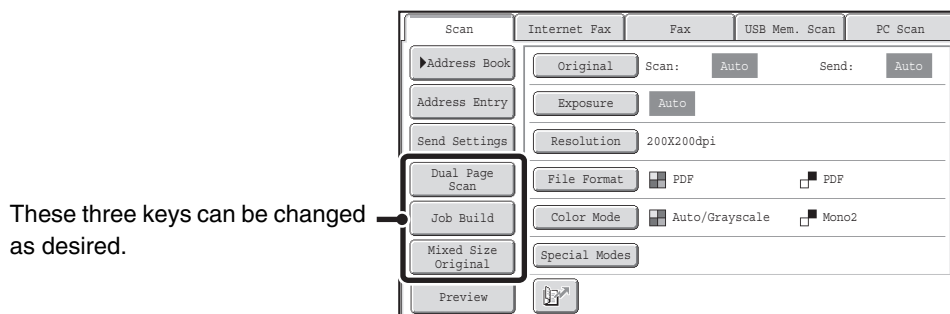 Scan Internet Fax Fax USB Mem. Scan PC Scan
Address Book
Original Scan: Auto Send: Auto
Address Entry
Exposure Auto
Send Settings
Resolution 200X200dpi
Dual Page
Scan
File Format PDF PDF
These three keys can be changed
as desired.
Job Build
Color Mode Auto/Grayscale Mono2
Mixed Size
Original
Special Modes
Preview